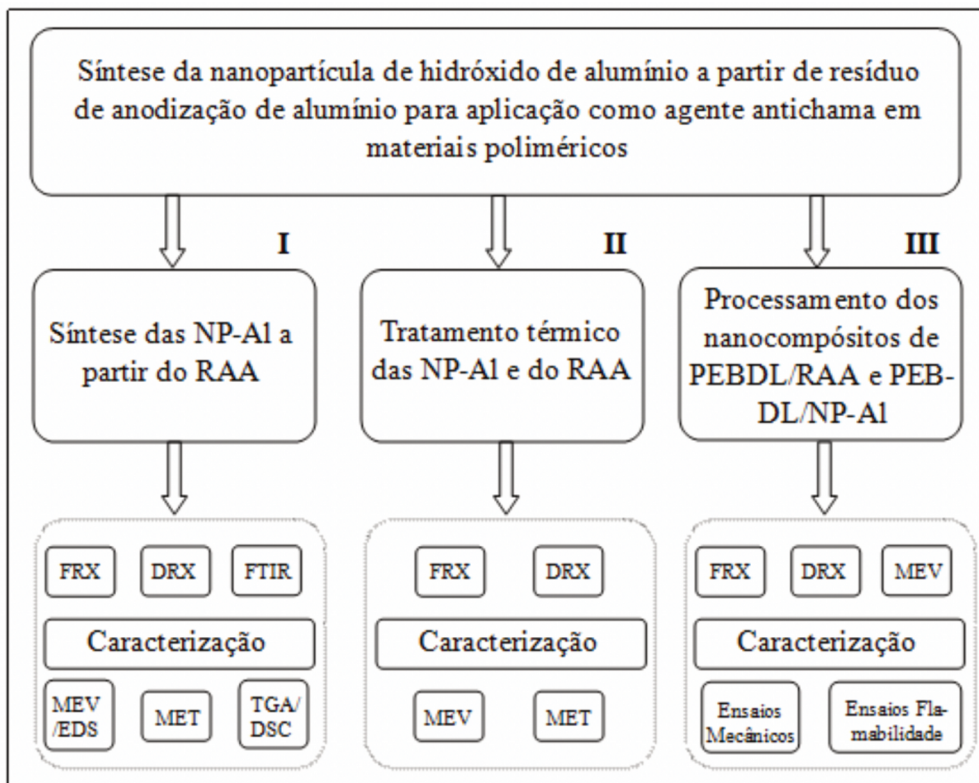 Síntese da nanopartícula de hidróxido de alumínio a partir de resíduo
de anodização de alumínio para aplicação como agente antichama em
materiais poliméricos
I
II
III
Síntese das NP-Al a
partir do RAA
Tratamento térmico
das NP-Al e do RAA
Processamento dos
nanocompósitos de
PEBDL/RAA e PEB-
DL/NP-Al
FRX
DRX
FTIR
Caracterização
MEV
/EDS
MET
TGA/
DSC
FRX
DRX
Caracterização
MEV
MET
FRX
DRX
MEV
Caracterização
Ensaios
Mecânicos
Ensaios Fla-
mabilidade